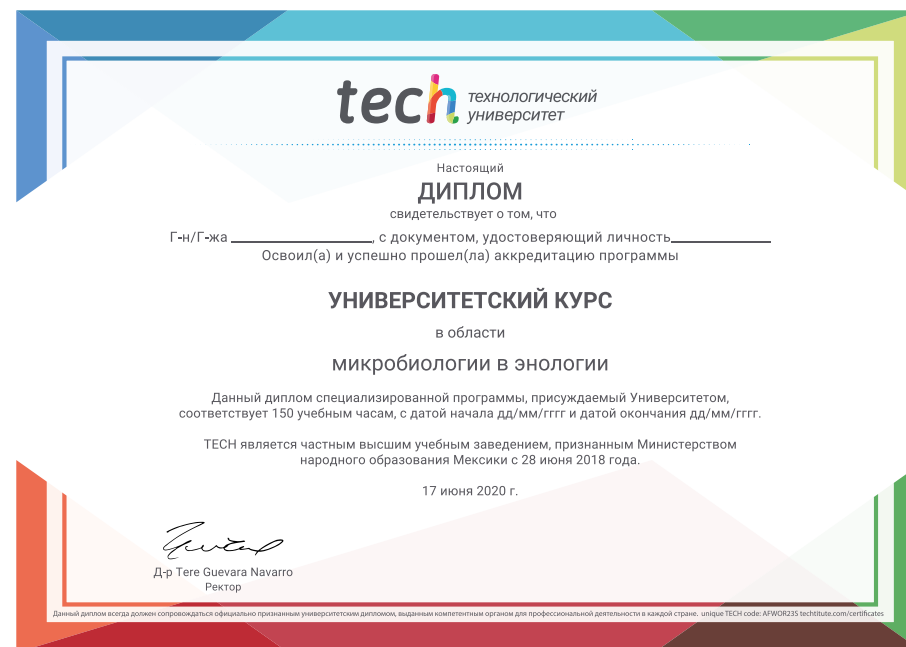 tech технологический
университет
Настоящий
ДИПЛОМ
свидетельствует о том, что
Г-н/Г-жа ____________________, с документом, удостоверяющий личность______________
Освоил(а) и успешно прошел(ла) аккредитацию программы
УНИВЕРСИТЕТСКИЙ КУРС
в области
микробиологии в энологии
Данный диплом специализированной программы, присуждаемый Университетом,
соответствует 150 учебным часам, с датой начала дд/мм/гггг и датой окончания дд/мм/гггг.
TECH является частным высшим учебным заведением, признанным Министерством
народного образования Мексики с 28 июня 2018 года.
17 июня 2020 г.
Д-р Tere Guevara Navarro
Ректор
Данный диплом всегда должен сопровождаться официально признанным университетским дипломом, выданным компетентным органом для профессиональной деятельности в каждой стране. unique TECH code: AFWOR23S techtitute.com/certificates